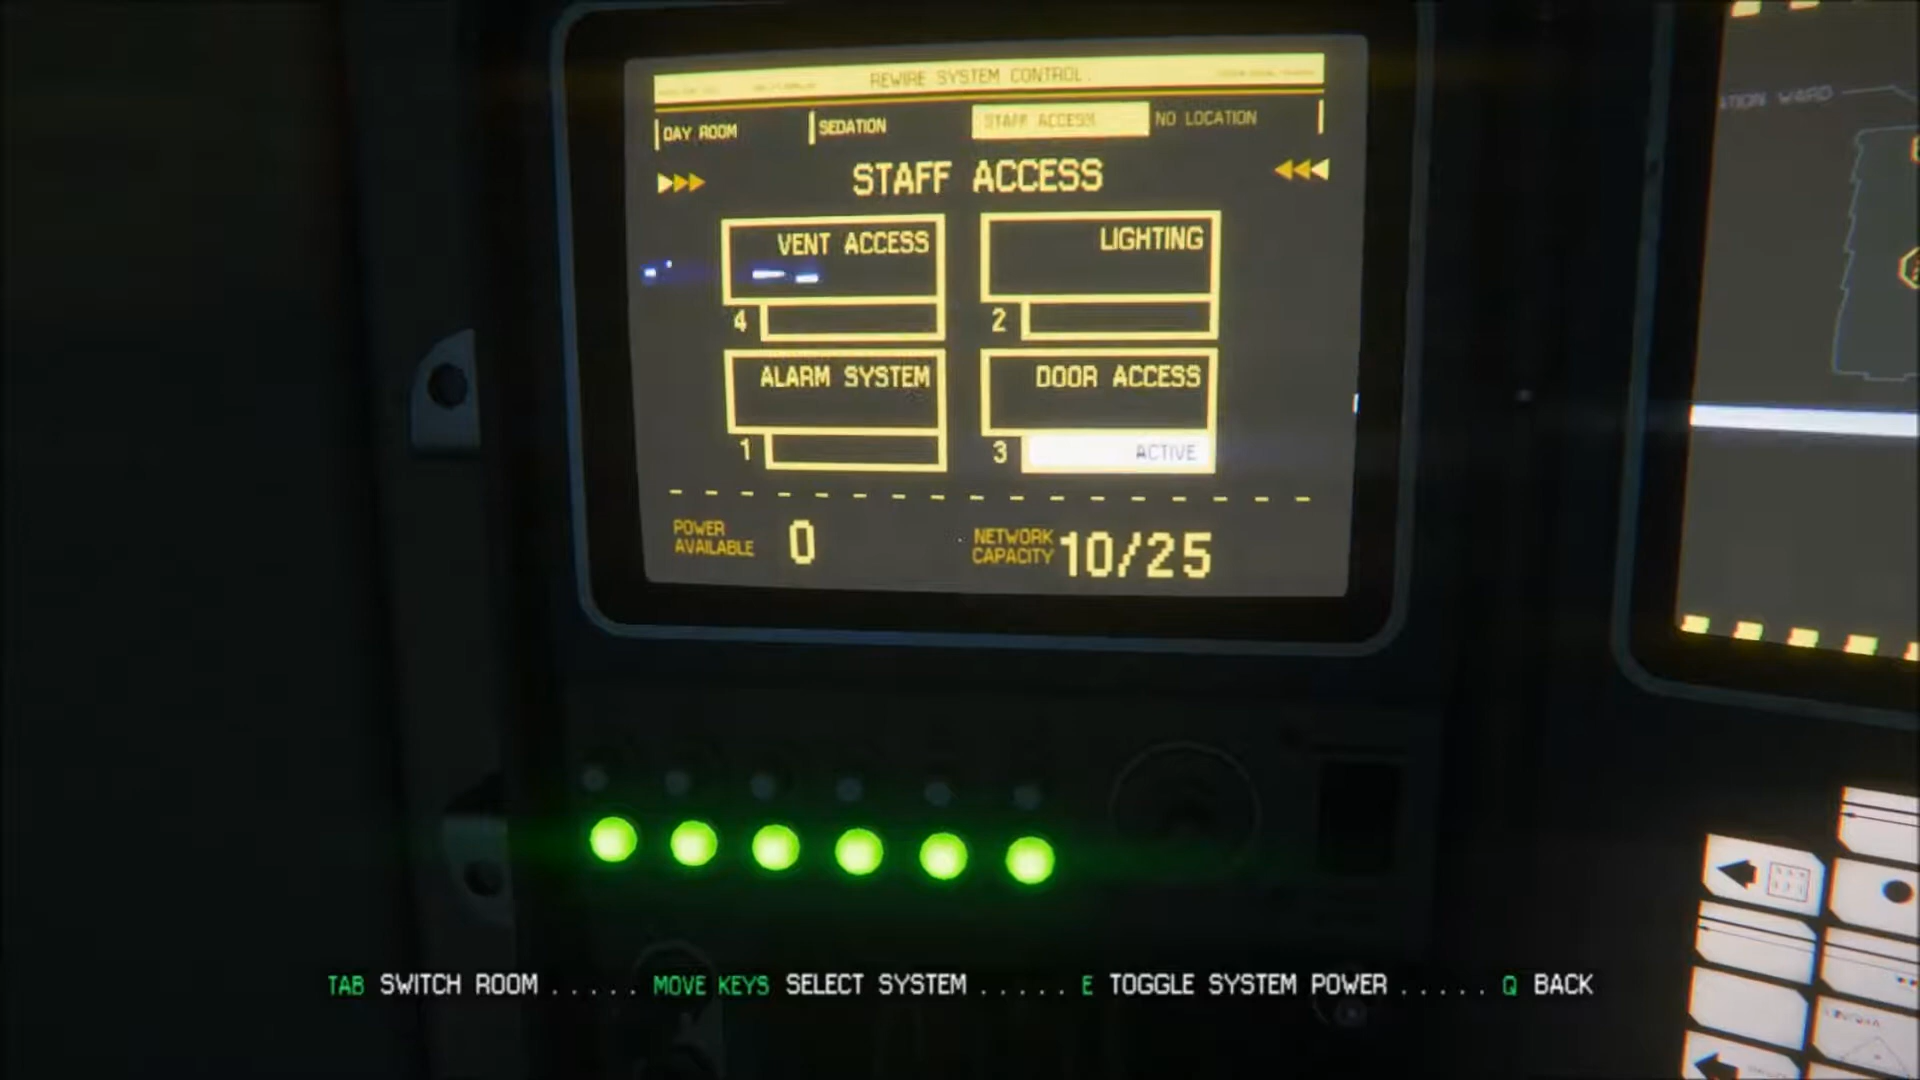 REWIRE SYSTEM CONTROL.
DAY ROOM
SEDATION
STAFF ACCESS
NO LOCATION
STAFF ACCESS
VENT ACCESS
4
LIGHTING
2
ALARM SYSTEM
1
DOOR ACCESS
3 ACTIVE
POWER
AVAILABLE
0
NETWORK
CAPACITY
10/25
ATION WARD
TAB SWITCH ROOM ..... MOVE KEYS SELECT SYSTEM ...... E TOGGLE SYSTEM POWER ...... Q BACK